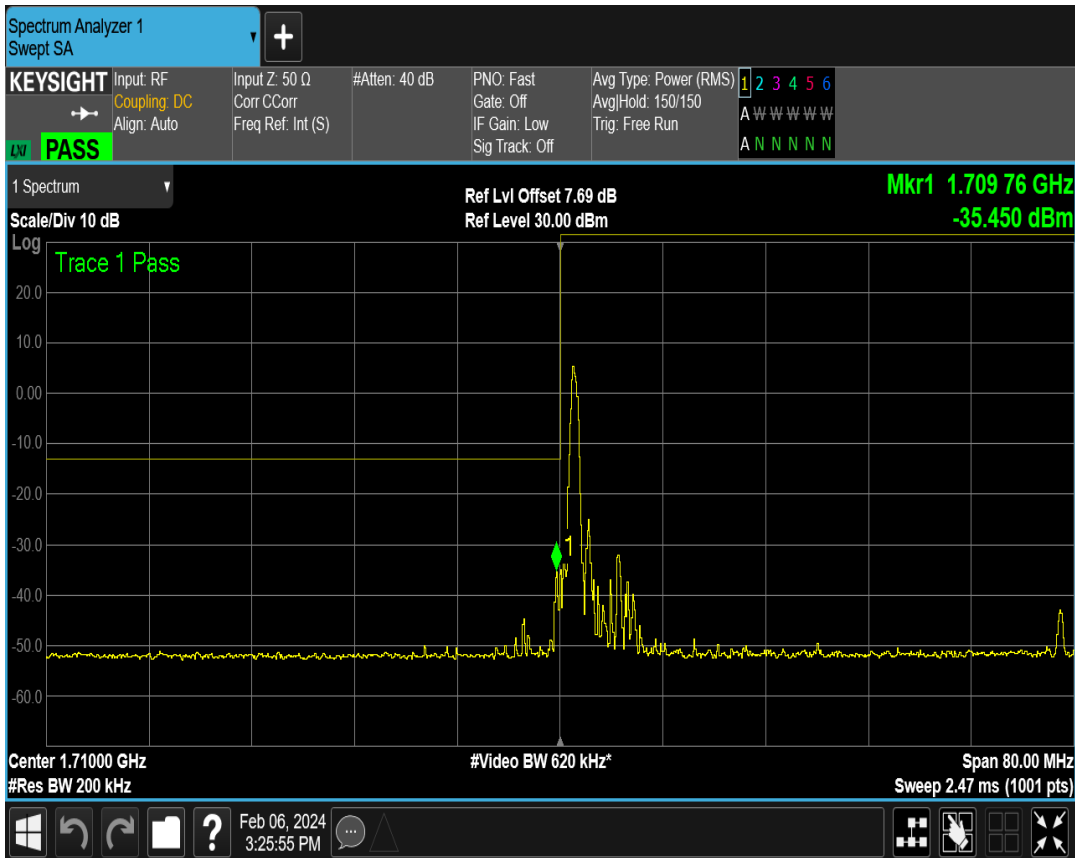 Spectrum Analyzer 1
Swept SA
+
KEYSIGHT
LXI PASS
Input: RF
Coupling: DC
Align: Auto
Input Z: 50 Ω
Corr CCorr
Freq Ref: Int (S)
#Atten: 40 dB
PNO: Fast
Gate: Off
IF Gain: Low
Sig Track: Off
Avg Type: Power (RMS)
Avg|Hold: 150/150
Trig: Free Run
1 2 3 4 5 6
A W W W W W
A N N N N N
1 Spectrum
Scale/Div 10 dB
Ref Lvl Offset 7.69 dB
Ref Level 30.00 dBm
Mkr1 1.709 76 GHz
-35.450 dBm
Log
Trace 1 Pass
20.0
10.0
0.00
-10.0
-20.0
-30.0
-40.0
-50.0
-60.0
1
Center 1.71000 GHz
#Res BW 200 kHz
#Video BW 620 kHz*
Span 80.00 MHz
Sweep 2.47 ms (1001 pts)
?
Feb 06, 2024
3:25:55 PM